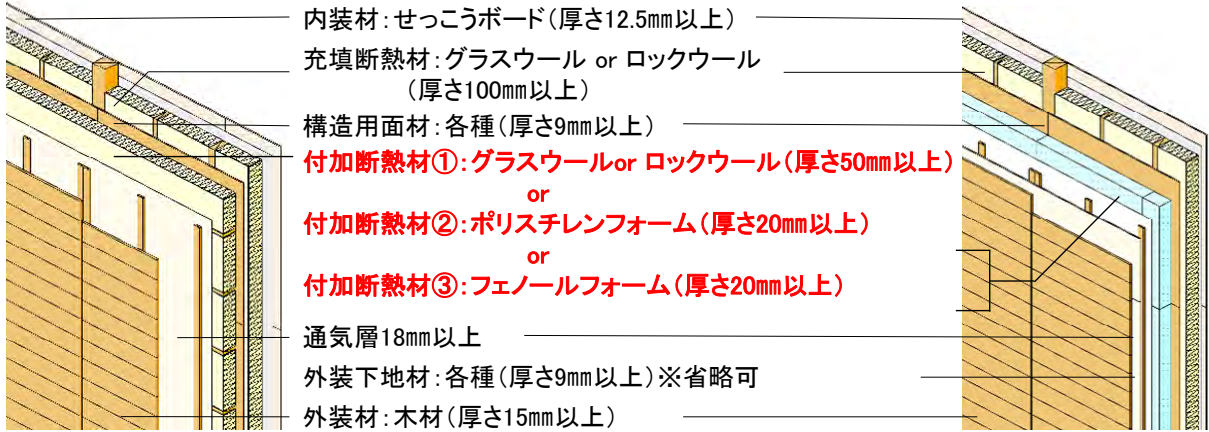 内装材：せっこうボード（厚さ12.5mm以上）
充填断熱材：グラスウール or ロックウール
（厚さ100mm以上）
構造用面材：各種（厚さ9mm以上）
付加断熱材①：グラスウールor ロックウール（厚さ50mm以上）
or
付加断熱材②：ポリスチレンフォーム（厚さ20mm以上）
or
付加断熱材③：フェノールフォーム（厚さ20mm以上）
通気層18mm以上
外装下地材：各種（厚さ9mm以上）※省略可
外装材：木材（厚さ15mm以上）